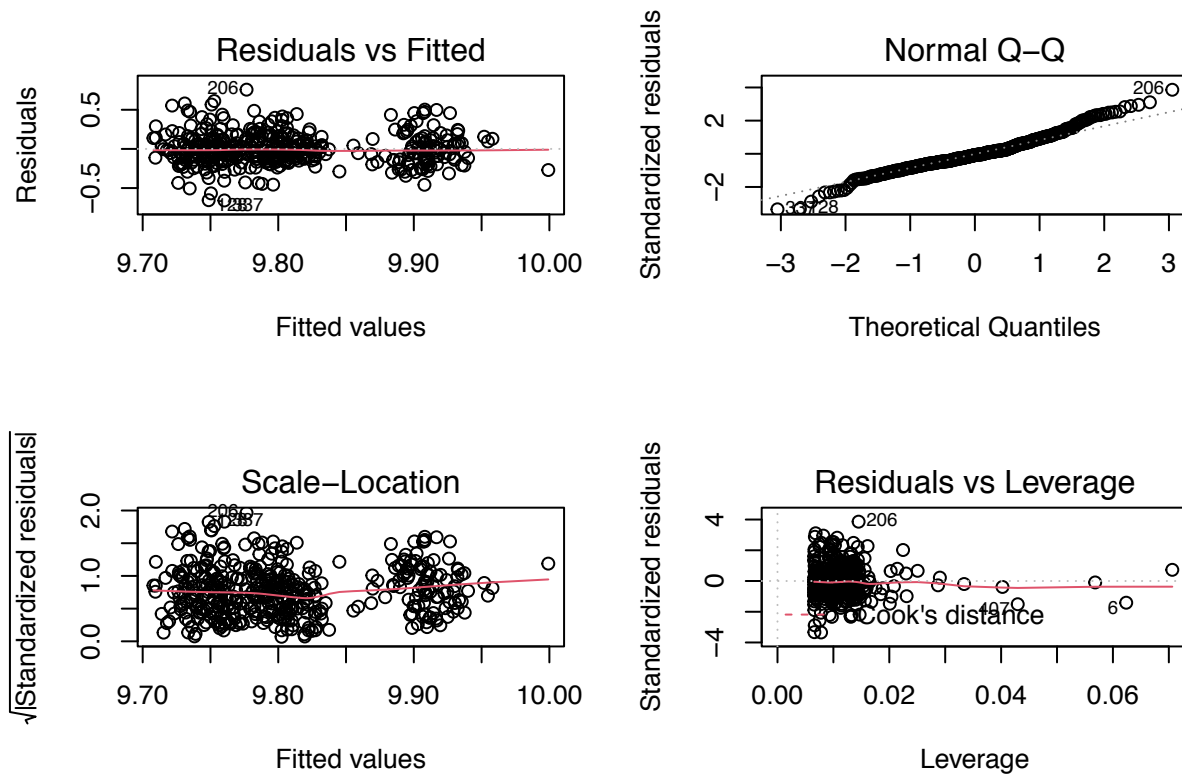 Residuals vs Fitted
Residuals
0.5
−0.5
206
337
9.70
9.80
9.90
10.00
Fitted values
Normal Q−Q
Standardized residuals
2
−2
206
−3
−2
−1
0
1
2
3
Theoretical Quantiles
Scale−Location
√|Standardized residuals|
2.0
1.0
0.0
206
337
9.70
9.80
9.90
10.00
Fitted values
Residuals vs Leverage
Standardized residuals
4
0
−4
206
497
6
Cook's distance
0.00
0.02
0.04
0.06
Leverage